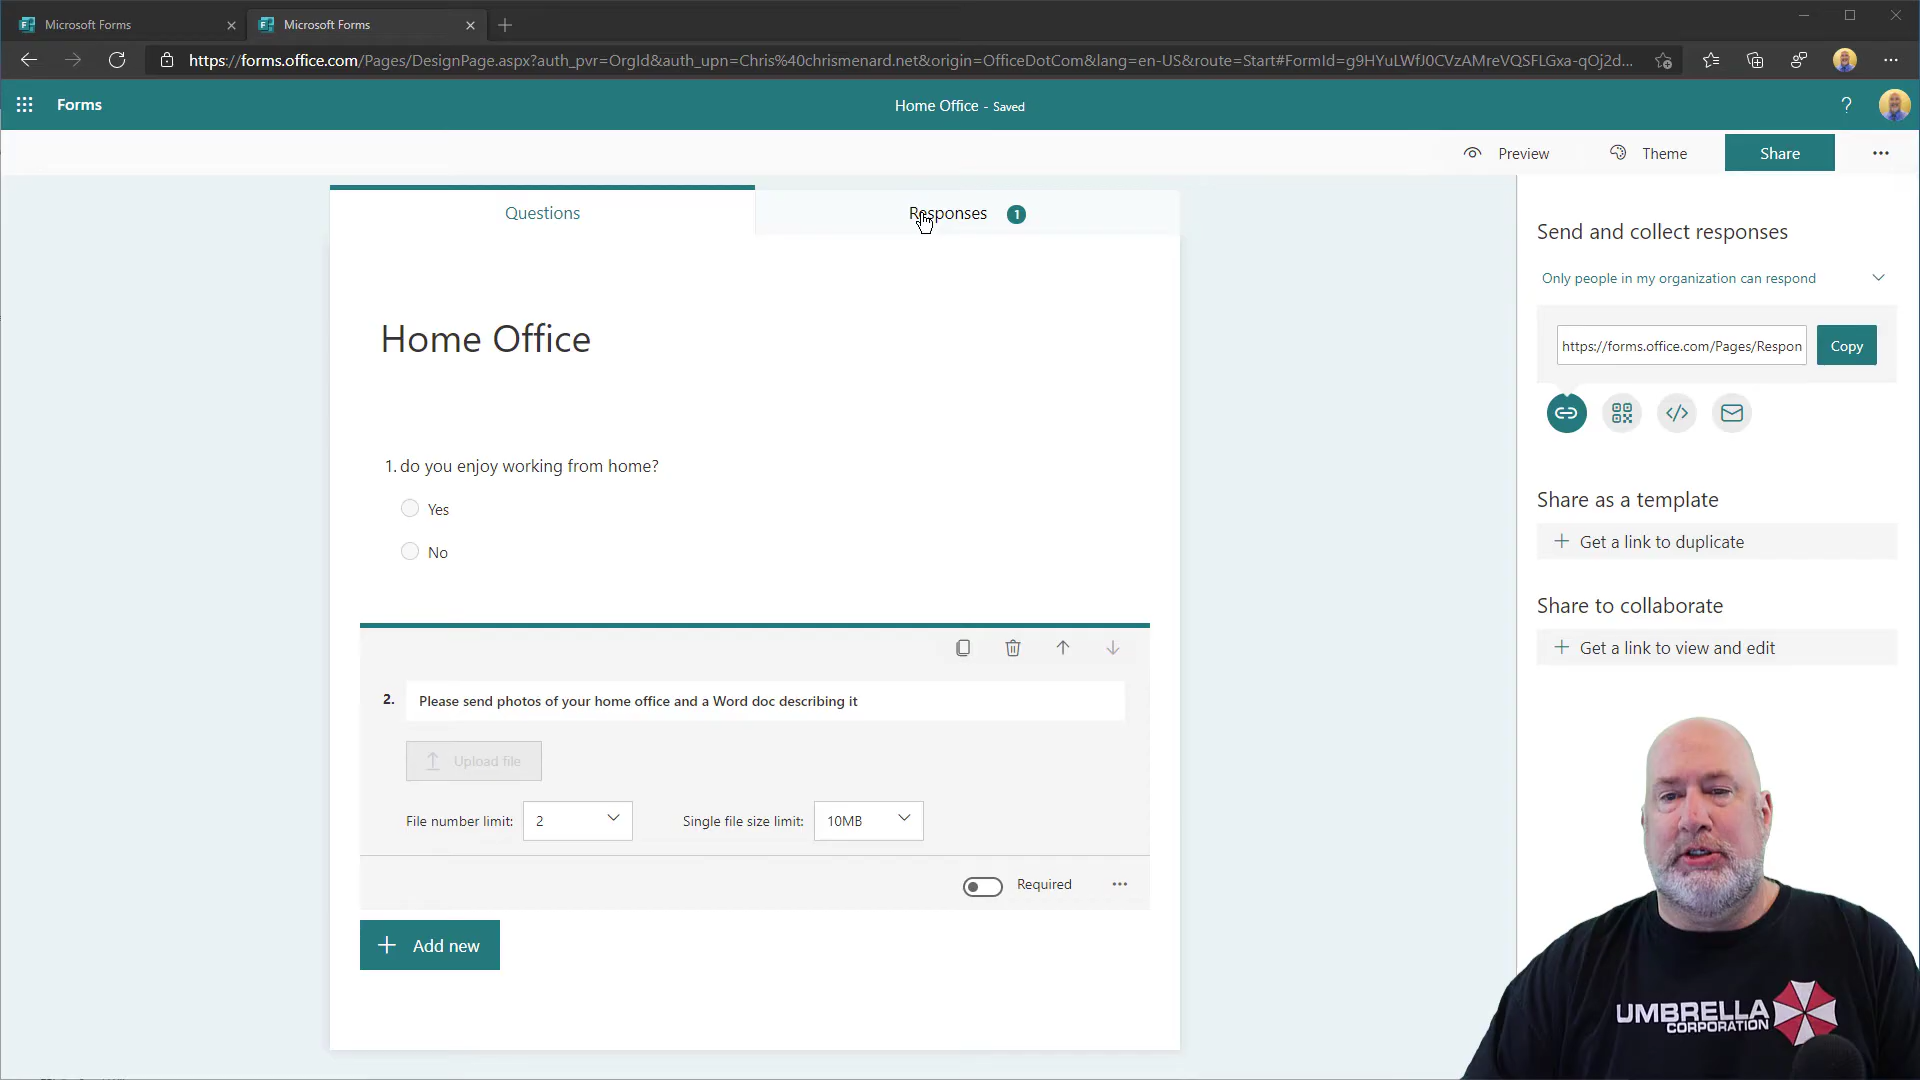 Microsoft Forms
Microsoft Forms
https://forms.office.com/Pages/DesignPage.aspx?auth_pvr=OrgId&auth_upn=Chris%40chrismenard.net&origin=OfficeDotCom&lang=en-US&route=Start#FormId=g9HYuLWfJ0CVzAMreVQSFLGxa-qOj2d...
Forms
Home Office - Saved
?
Preview
Theme
Share
Questions
Responses 1
Home Office
1. do you enjoy working from home?
Yes
No
2. Please send photos of your home office and a Word doc describing it
Upload file
File number limit: 2 Single file size limit: 10MB
Required
Add new
Send and collect responses
Only people in my organization can respond
https://forms.office.com/Pages/Respon
Copy
Share as a template
Get a link to duplicate
Share to collaborate
Get a link to view and edit
UMBRELLA
CORPORATION